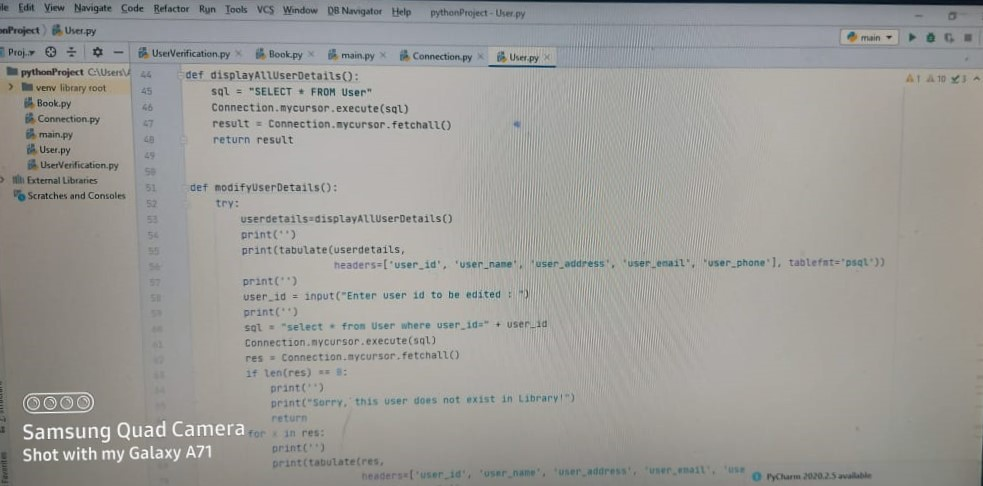 ile Edit View Navigate Code Refactor Run Tools VCS Window DB Navigator Help pythonProject - User.py
onProject User.py
main
Proj.. UserVerification.py Book.py main.py Connection.py User.py
pythonProject C:\Users\
venv library root
Book.py
Connection.py
main.py
User.py
UserVerification.py
External Libraries
Scratches and Consoles
1 10 3
44 def displayAllUserDetails():
45 sql = "SELECT * FROM User"
46 Connection.mycursor.execute(sql)
47 result = Connection.mycursor.fetchall()
48 return result
49
50
51 def modifyUserDetails():
52 try:
53 userdetails=displayAllUserDetails()
54 print('')
55 print(tabulate(userdetails,
56 headers=['user_id', 'user_name', 'user_address', 'user_email', 'user_phone'], tablefmt='psql'))
57 print('')
58 user_id = input("Enter user id to be edited : ")
59 print('')
60 sql = "select * from User where user_id=" + user_id
61 Connection.mycursor.execute(sql)
62 res = Connection.mycursor.fetchall()
63 if len(res) == 0:
print('')
print("Sorry, this user does not exist in Library!")
return
for x in res:
print('')
print(tabulate(res,
headers=['user_id', 'user_name', 'user_address', 'user_email', 'use
PyCharm 2020.2.5 available
Favorites
Samsung Quad Camera
Shot with my Galaxy A71